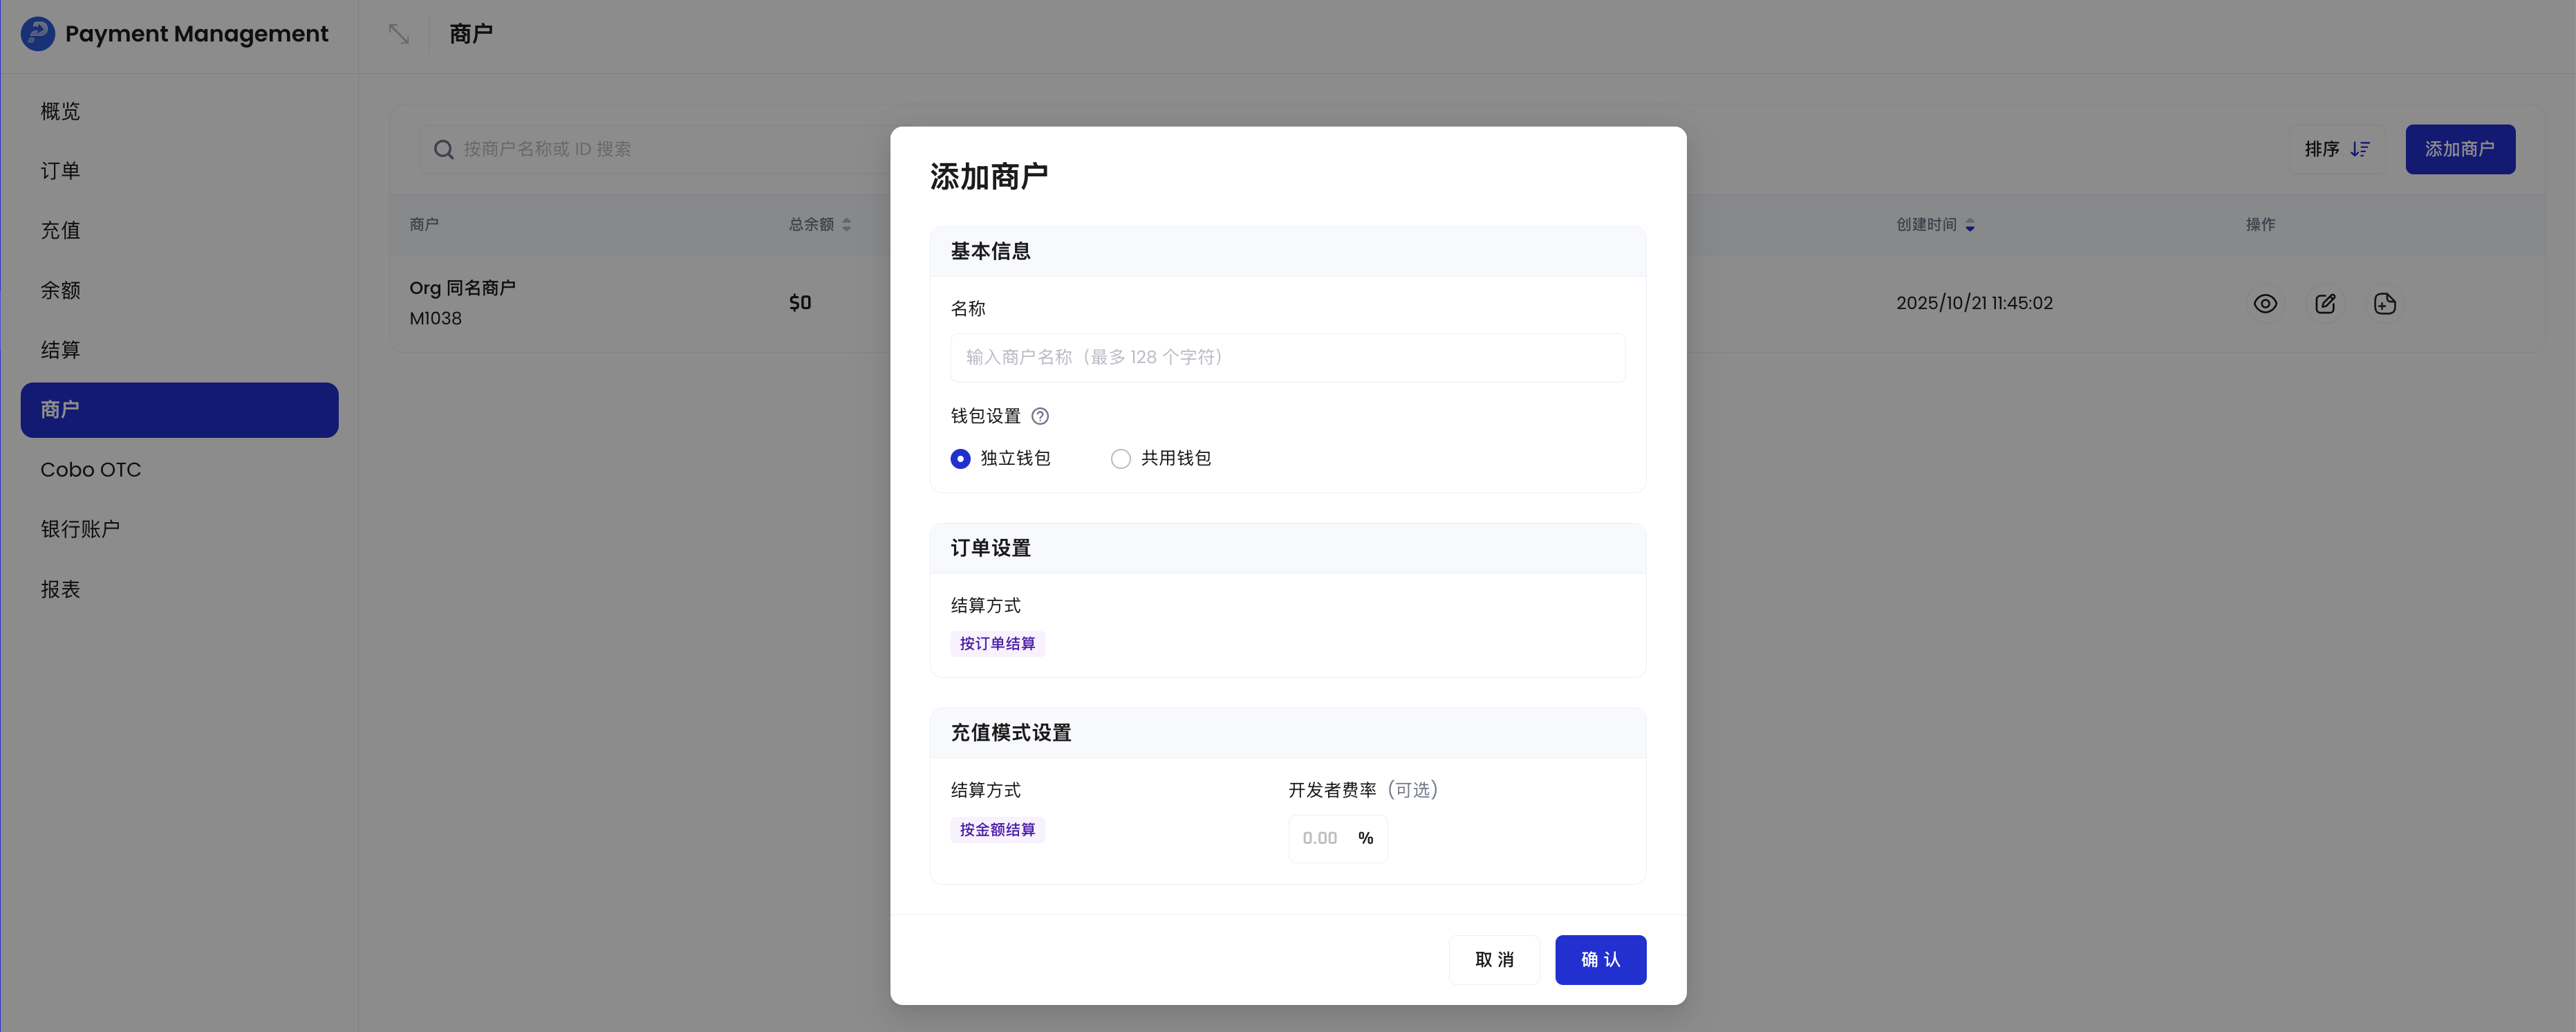 Payment Management
商户
概览
订单
充值
余额
结算
商户
Cobo OTC
银行账户
报表
按商户名称或 ID 搜索
排序
添加商户
商户
总余额
创建时间
操作
Org 同名商户
M1038
$0
2025/10/21 11:45:02
添加商户
基本信息
名称
输入商户名称（最多 128 个字符）
钱包设置
独立钱包
共用钱包
订单设置
结算方式
按订单结算
充值模式设置
结算方式
开发者费率（可选）
按金额结算
0.00 %
取 消
确 认